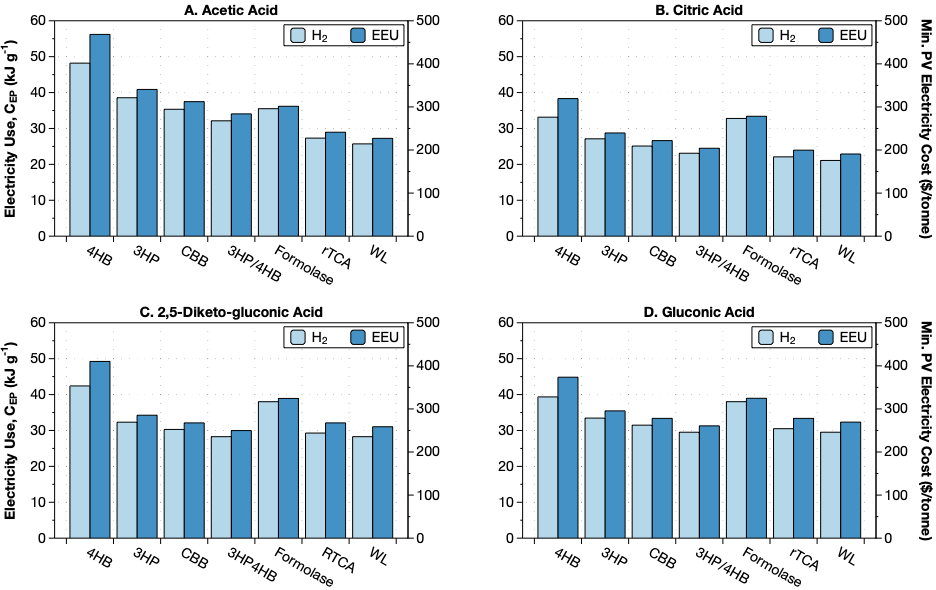 A. Acetic Acid
H2 EEU
Electricity Use, CEP (kJ g-1)
60
50
40
30
20
10
0
500
400
300
200
100
0
4HB 3HP CBB 3HP/4HB Formolase rTCA WL
B. Citric Acid
H2 EEU
60
50
40
30
20
10
0
500
400
300
200
100
0
Min. PV Electricity
Cost ($/tonne)
4HB 3HP CBB 3HP/4HB Formolase rTCA WL
C. 2,5-Diketo-gluconic Acid
H2 EEU
Electricity Use, CEP (kJ g-1)
60
50
40
30
20
10
0
500
400
300
200
100
0
4HB 3HP CBB 3HP4HB Formolase RTCA WL
D. Gluconic Acid
H2 EEU
60
50
40
30
20
10
0
500
400
300
200
100
0
Min. PV Electricity
Cost ($/tonne)
4HB 3HP CBB 3HP/4HB Formolase rTCA WL